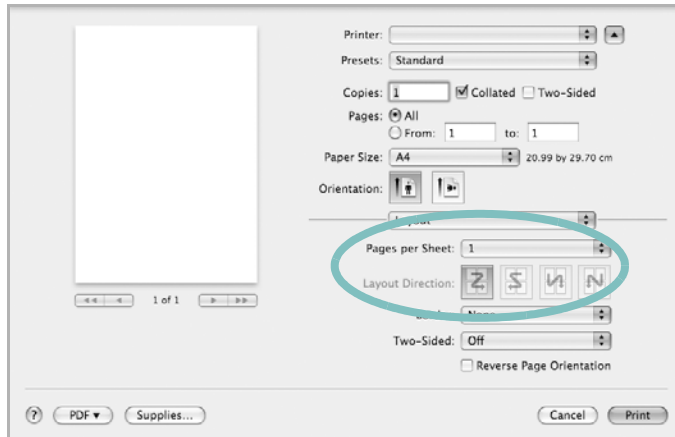 Printer:
Presets: Standard
Copies: 1 Collated Two-Sided
Pages: All
From: 1 to: 1
Paper Size: A4 20.99 by 29.70 cm
Orientation:
Layout
Pages per Sheet: 1
Layout Direction:
1 of 1
Border: None
Two-Sided: Off
Reverse Page Orientation
? PDF Supplies... Cancel Print